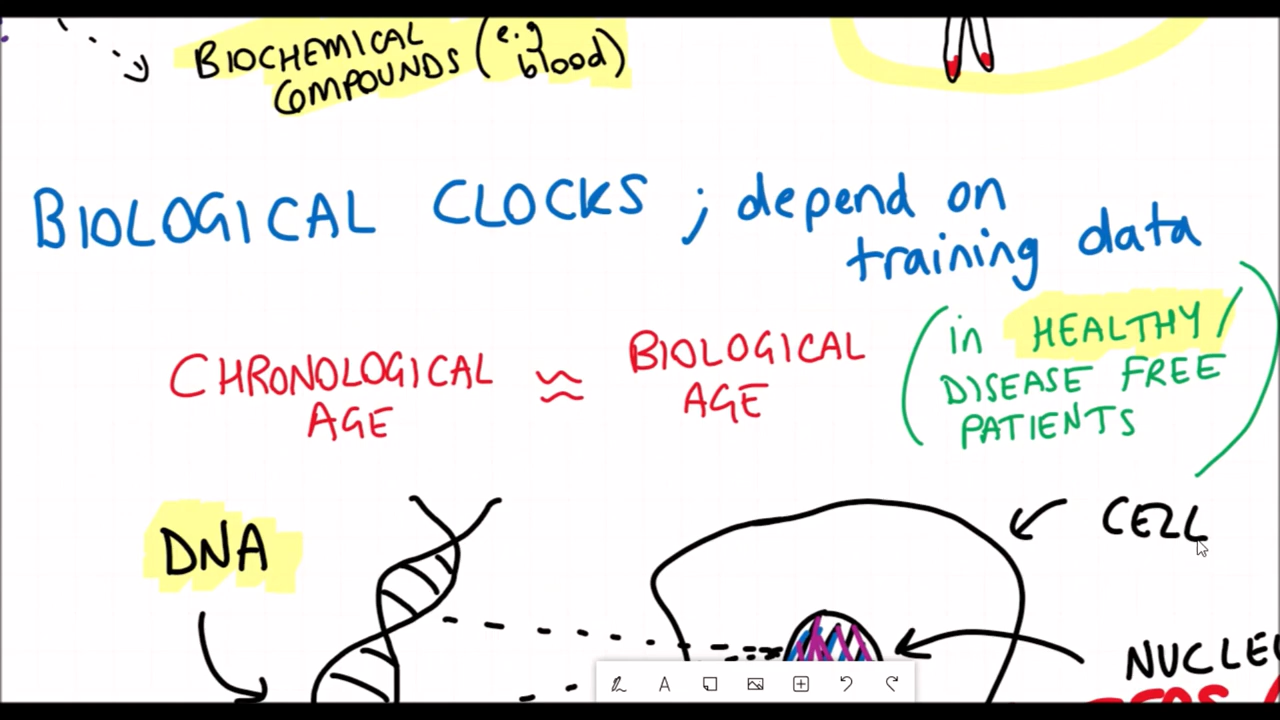 BIOCHEMICAL (e.g
COMPOUNDS blood)
BIOLOGICAL CLOCKS ; depend on
training data
CHRONOLOGICAL ≈ BIOLOGICAL
AGE AGE
(in HEALTHY/
DISEASE FREE
PATIENTS)
DNA
CELL
NUCLE